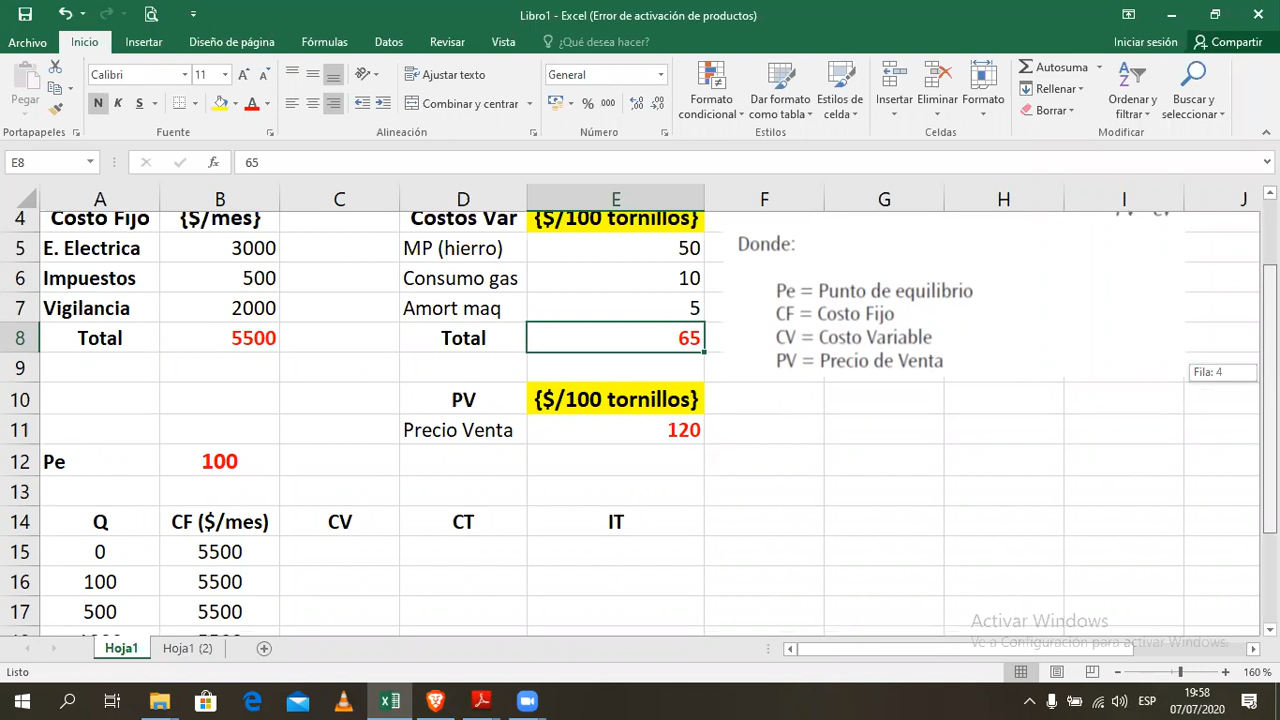 Libro1 - Excel (Error de activación de productos)
Archivo Inicio Insertar Diseño de página Fórmulas Datos Revisar Vista ¿Qué desea hacer? Iniciar sesión Compartir
Pegar Calibri 11 N K S Ajustar texto Combinar y centrar General % 000 Formato condicional Dar formato como tabla Estilos de celda Insertar Eliminar Formato Autosuma Rellenar Borrar Ordenar y filtrar Buscar y seleccionar
Portapapeles Fuente Alineación Número Estilos Celdas Modificar
E8 fx 65
A B C D E F G H I J
4 Costo Fijo {$/mes} Costos Var {$/100 tornillos}
5 E. Electrica 3000 MP (hierro) 50 Donde:
6 Impuestos 500 Consumo gas 10 Pe = Punto de equilibrio
7 Vigilancia 2000 Amort maq 5 CF = Costo Fijo
8 Total 5500 Total 65 CV = Costo Variable
PV = Precio de Venta
9 Fila: 4
10 PV {$/100 tornillos}
11 Precio Venta 120
12 Pe 100
13
14 Q CF ($/mes) CV CT IT
15 0 5500
16 100 5500
17 500 5500
Activar Windows
Ve a Configuración para activar Windows.
Hoja1 Hoja1 (2)
Listo 160 %
ESP 19:58
07/07/2020